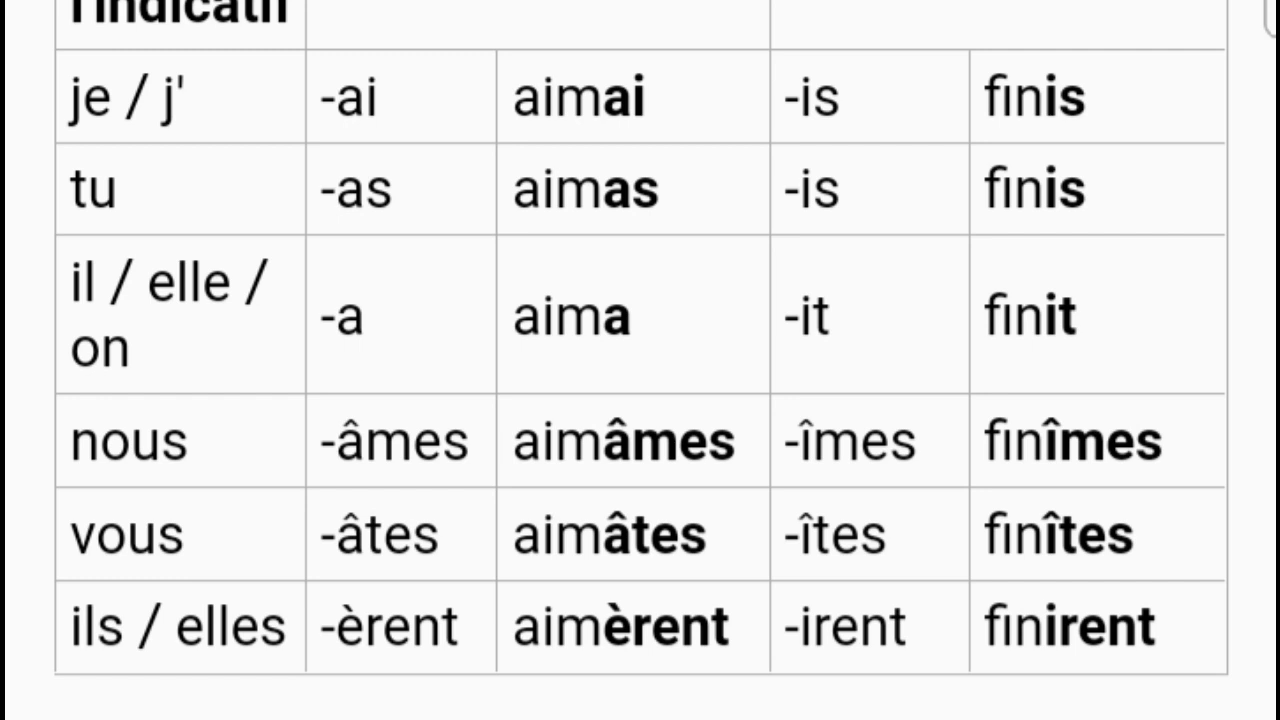 l'indicatif
je / j' -ai aimai -is finis
tu -as aimas -is finis
il / elle /
on -a aima -it finit
nous -âmes aimâmes -îmes finîmes
vous -âtes aimâtes -îtes finîtes
ils / elles -èrent aimèrent -irent finirent